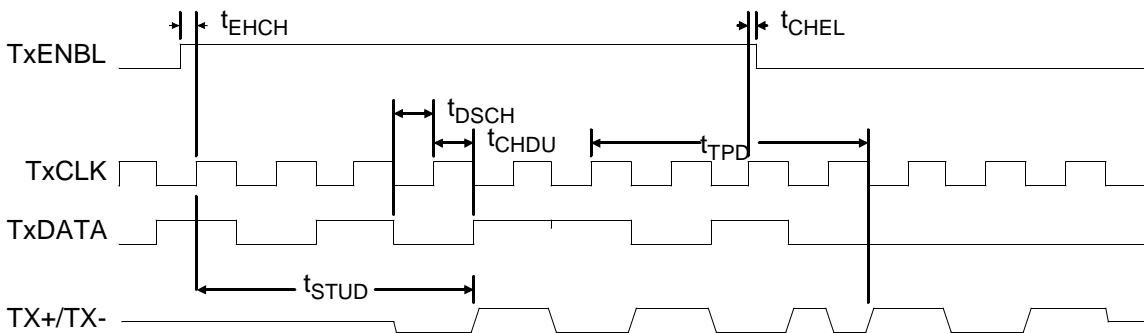 tEHCH
tCHEL
TxENBL
tDSCH
tCHDU
tTPD
TxCLK
TxDATA
tSTUD
TX+/TX-